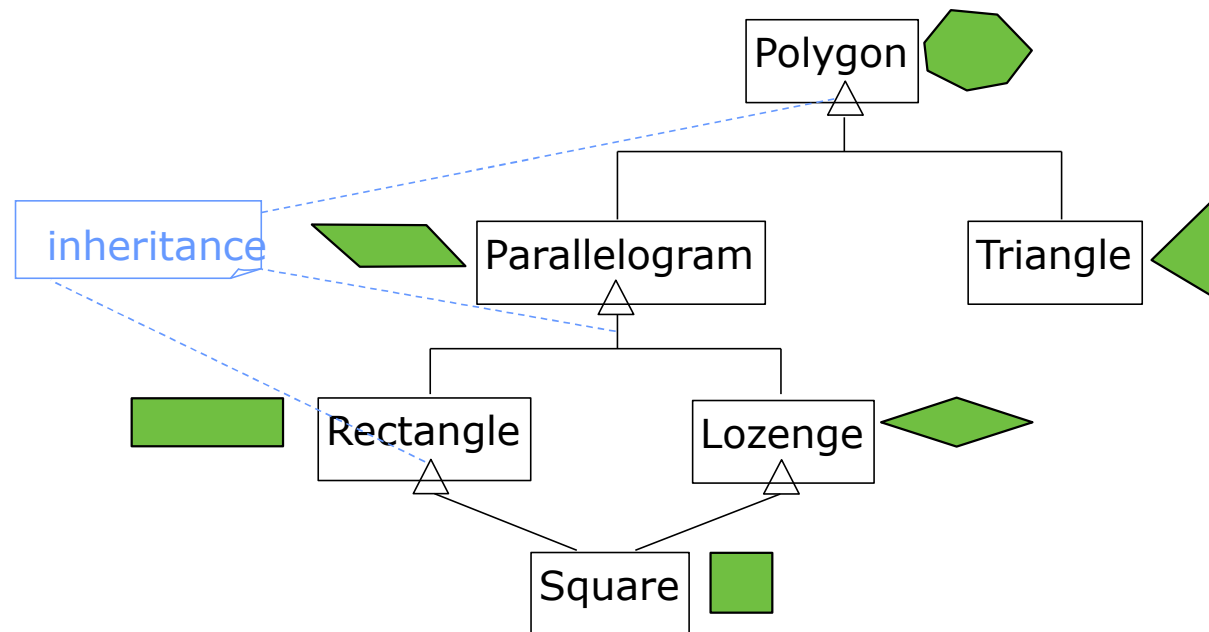 Polygon
inheritance
Parallelogram
Triangle
Rectangle
Lozenge
Square